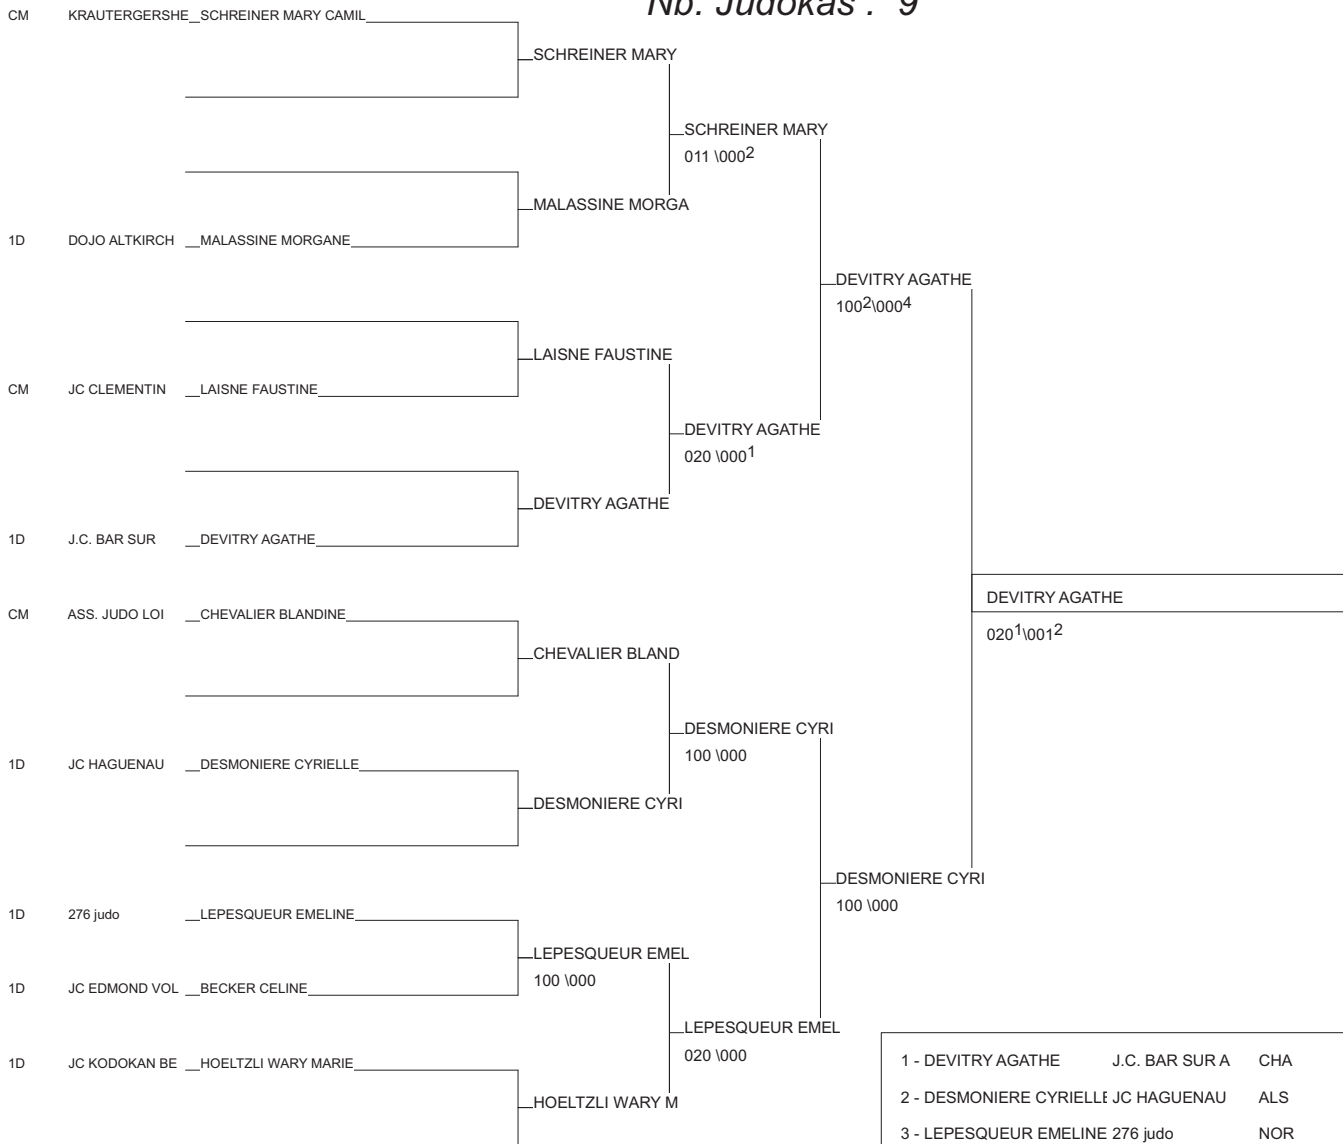 Nb. Judokas : 9
CM KRAUTERGERSHE SCHREINER MARY CAMIL
SCHREINER MARY
SCHREINER MARY
011 \000 2
MALASSINE MORGA
1D DOJO ALTKIRCH MALASSINE MORGANE
DEVITRY AGATHE
100 2\000 4
LAISNE FAUSTINE
CM JC CLEMENTIN LAISNE FAUSTINE
DEVITRY AGATHE
020 \000 1
DEVITRY AGATHE
1D J.C. BAR SUR DEVITRY AGATHE
DEVITRY AGATHE
020 1\001 2
CM ASS. JUDO LOI CHEVALIER BLANDINE
CHEVALIER BLAND
DESMONIERE CYRI
100 \000
1D JC HAGUENAU DESMONIERE CYRIELLE
DESMONIERE CYRI
DESMONIERE CYRI
100 \000
1D 276 judo LEPESQUEUR EMELINE
LEPESQUEUR EMEL
100 \000
1D JC EDMOND VOL BECKER CELINE
LEPESQUEUR EMEL
020 \000
1D JC KODOKAN BE HOELTZLI WARY MARIE
HOELTZLI WARY M
1 - DEVITRY AGATHE J.C. BAR SUR A CHA
2 - DESMONIERE CYRIELLE JC HAGUENAU ALS
3 - LEPESQUEUR EMELINE 276 judo NOR